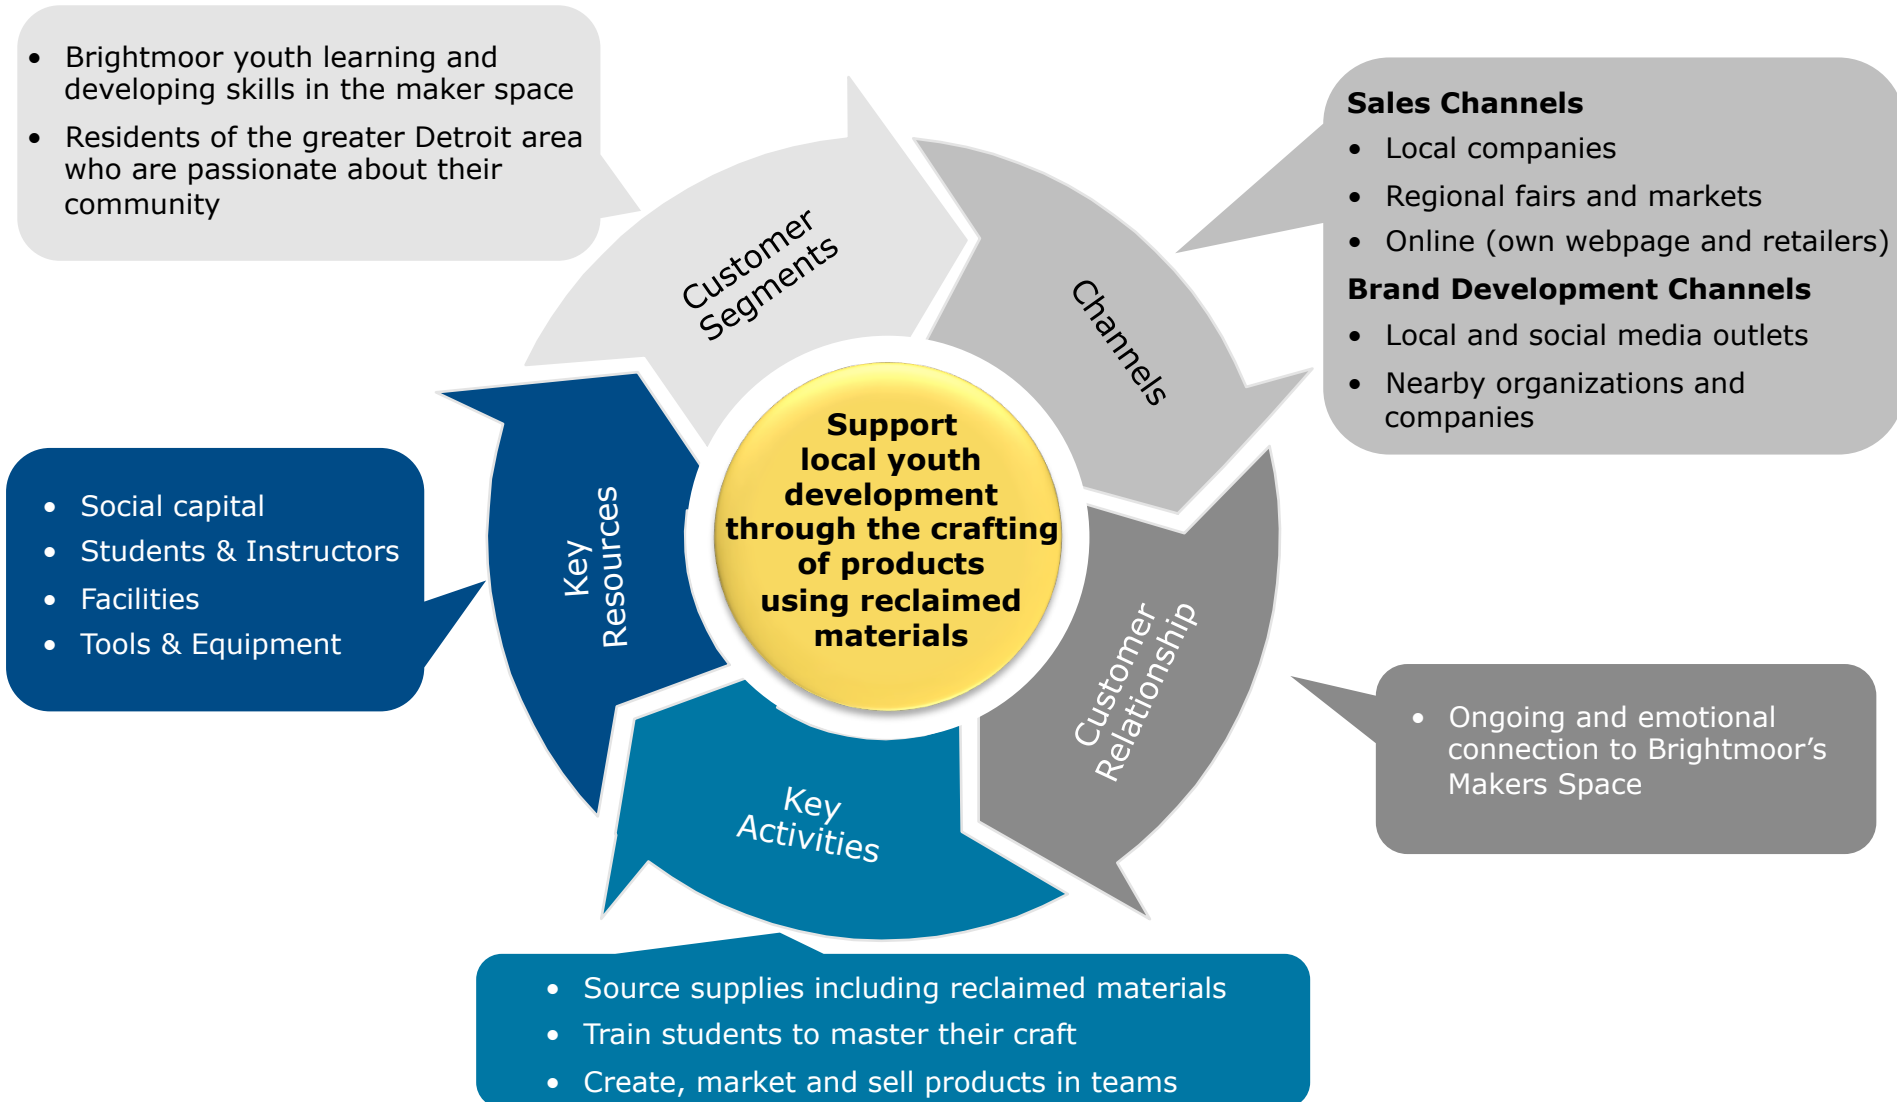 • Brightmoor youth learning and
developing skills in the maker space
• Residents of the greater Detroit area
who are passionate about their
community
Customer
Segments
Sales Channels
• Local companies
• Regional fairs and markets
• Online (own webpage and retailers)
Brand Development Channels
• Local and social media outlets
• Nearby organizations and
companies
Channels
Support
local youth
development
through the crafting
of products
using reclaimed
materials
• Social capital
• Students & Instructors
• Facilities
• Tools & Equipment
Key
Resources
Customer
Relationship
• Ongoing and emotional
connection to Brightmoor’s
Makers Space
Key
Activities
• Source supplies including reclaimed materials
• Train students to master their craft
• Create, market and sell products in teams